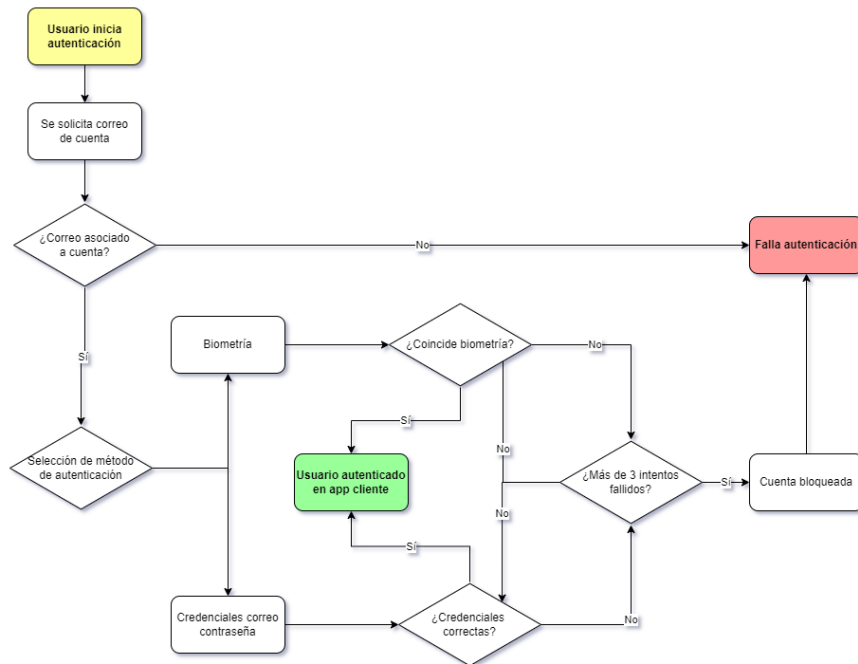 Usuario inicia
autenticación
Se solicita correo
de cuenta
¿Correo asociado
a cuenta?
No
Falla autenticación
Sí
Biometría
¿Coincide biometría?
No
Sí
No
Selección de método
de autenticación
Usuario autenticado
en app cliente
¿Más de 3 intentos
fallidos?
Sí
Cuenta bloqueada
No
Sí
Credenciales correo
contraseña
¿Credenciales
correctas?
No